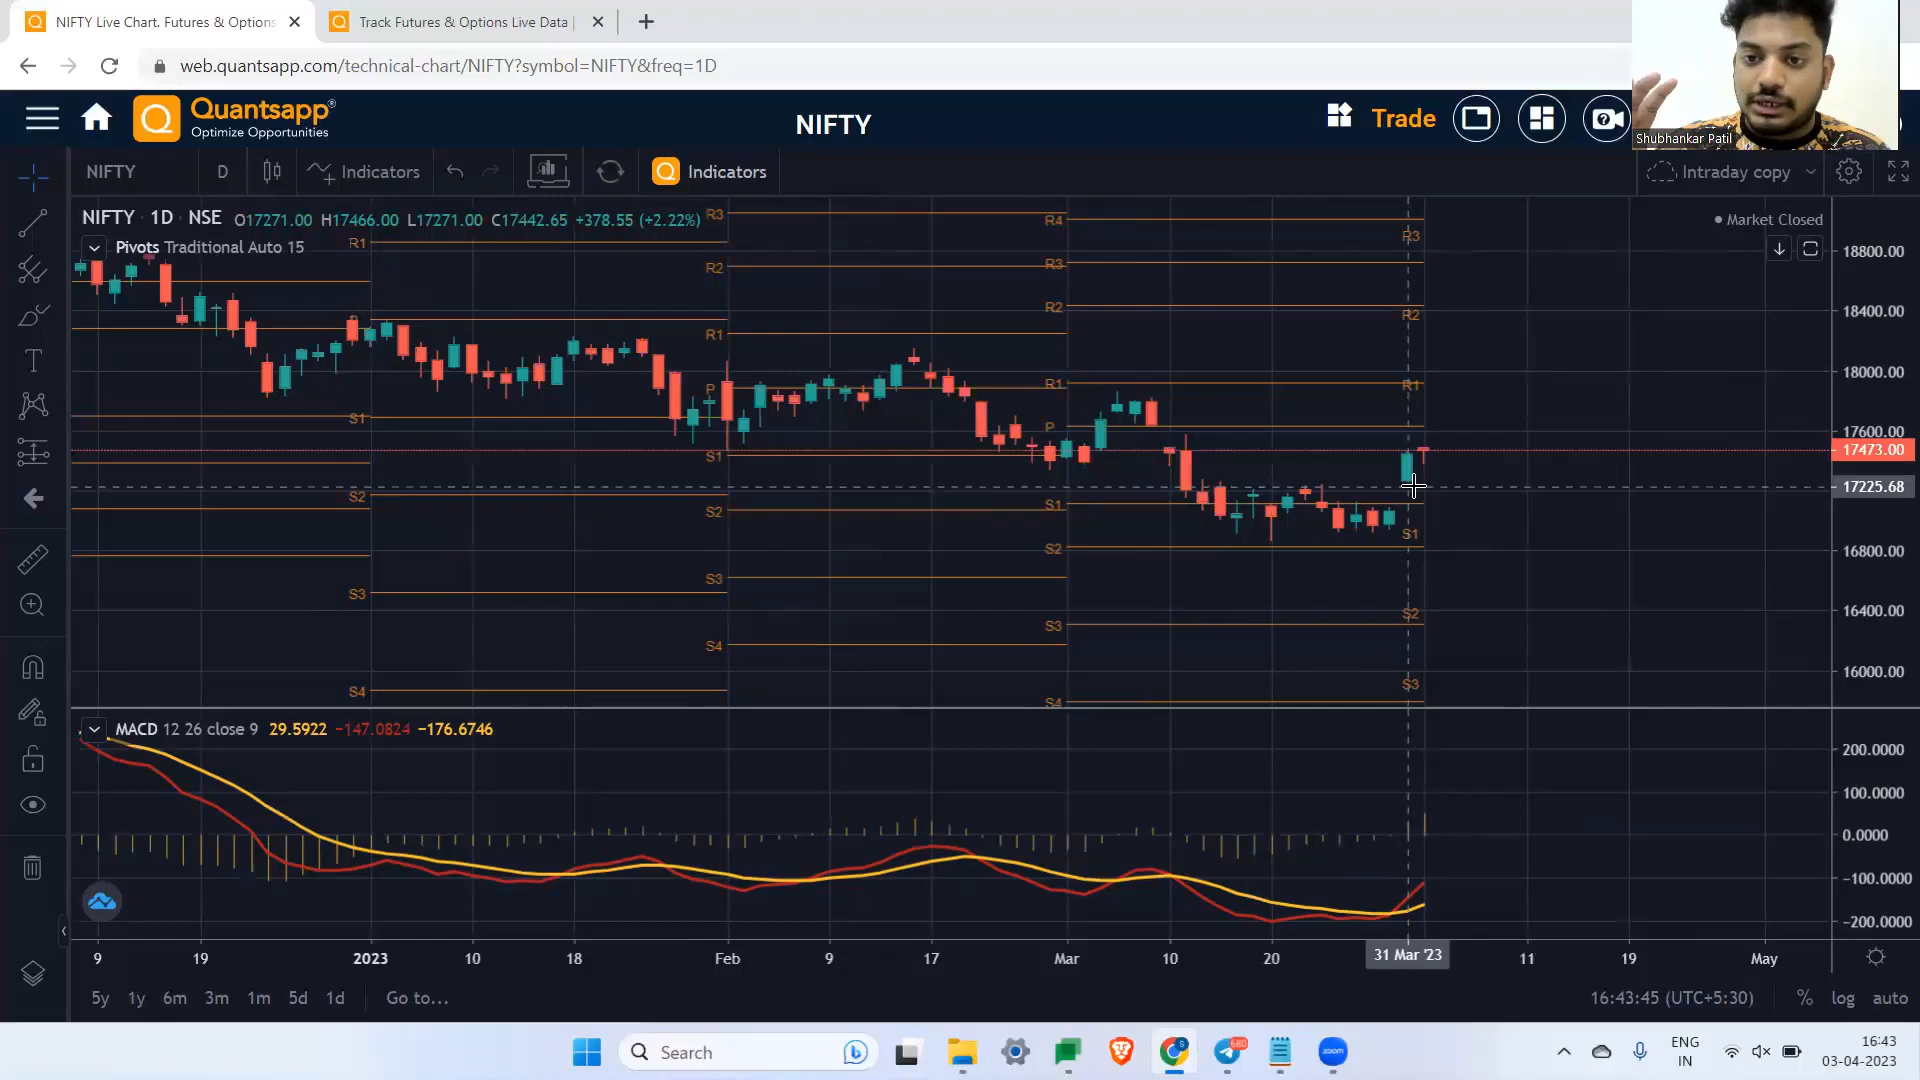 NIFTY Live Chart. Futures & Options
Track Futures & Options Live Data |
web.quantsapp.com/technical-chart/NIFTY?symbol=NIFTY&freq=1D
Quantsapp®
Optimize Opportunities
NIFTY
Trade
Shubhankar Patil
NIFTY
D
Indicators
Indicators
Intraday copy
NIFTY · 1D · NSE O17271.00 H17466.00 L17271.00 C17442.65 +378.55 (+2.22%)
Market Closed
Pivots Traditional Auto 15
R1
S1
S2
S3
S4
R3
R2
R1
P
S1
S2
S3
S4
R4
R3
R2
R1
P
S1
S2
S3
S4
R3
R2
R1
S1
S2
S3
18800.00
18400.00
18000.00
17600.00
17473.00
17225.68
16800.00
16400.00
16000.00
MACD 12 26 close 9 29.5922 −147.0824 −176.6746
200.0000
100.0000
0.0000
−100.0000
−200.0000
9 19 2023 10 18 Feb 9 17 Mar 10 20 31 Mar '23 11 19 May
5y 1y 6m 3m 1m 5d 1d Go to...
16:43:45 (UTC+5:30) % log auto
Search
680
zoom
ENG
IN
16:43
03-04-2023